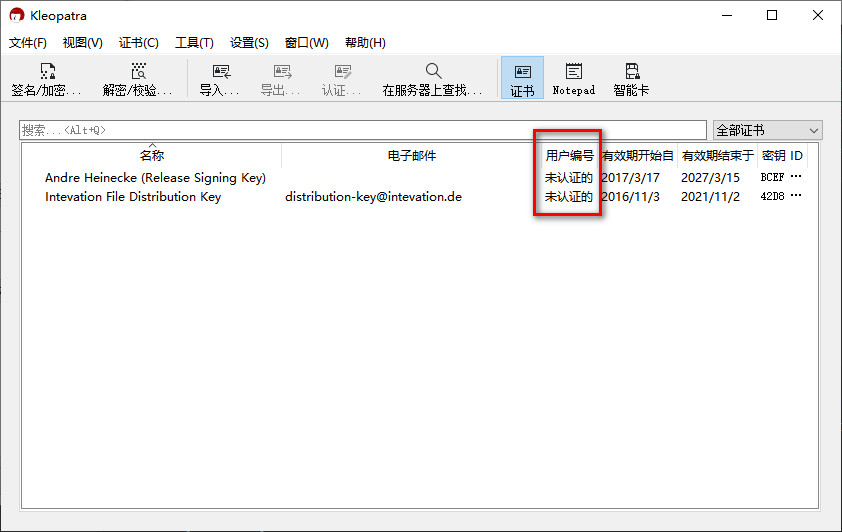 Kleopatra
文件(F) 视图(V) 证书(C) 工具(T) 设置(S) 窗口(W) 帮助(H)
签名/加密... 解密/校验... 导入... 导出... 认证... 在服务器上查找... 证书 Notepad 智能卡
搜索...<Alt+Q> 全部证书
名称 电子邮件 用户编号 有效期开始自 有效期结束于 密钥 ID
Andre Heinecke (Release Signing Key) 未认证的 2017/3/17 2027/3/15 BCEF ...
Intevation File Distribution Key distribution-key@intevation.de 未认证的 2016/11/3 2021/11/2 42D8 ...